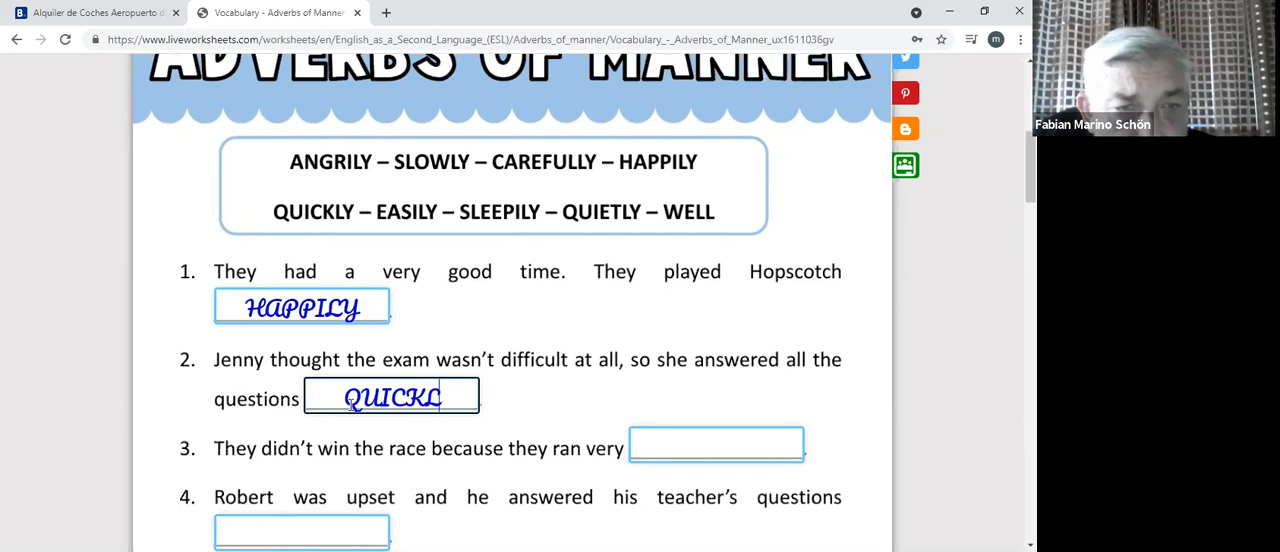 Alquiler de Coches Aeropuerto d
Vocabulary - Adverbs of Manner
https://www.liveworksheets.com/worksheets/en/English_as_a_Second_Language_(ESL)/Adverbs_of_manner/Vocabulary_-_Adverbs_of_Manner_ux1611036gv
Fabian Marino Schön
ADVERBS OF MANNER
ANGRILY – SLOWLY – CAREFULLY – HAPPILY
QUICKLY – EASILY – SLEEPILY – QUIETLY – WELL
1. They had a very good time. They played Hopscotch
HAPPILY.
2. Jenny thought the exam wasn't difficult at all, so she answered all the
questions QUICKL.
3. They didn't win the race because they ran very .
4. Robert was upset and he answered his teacher's questions
.